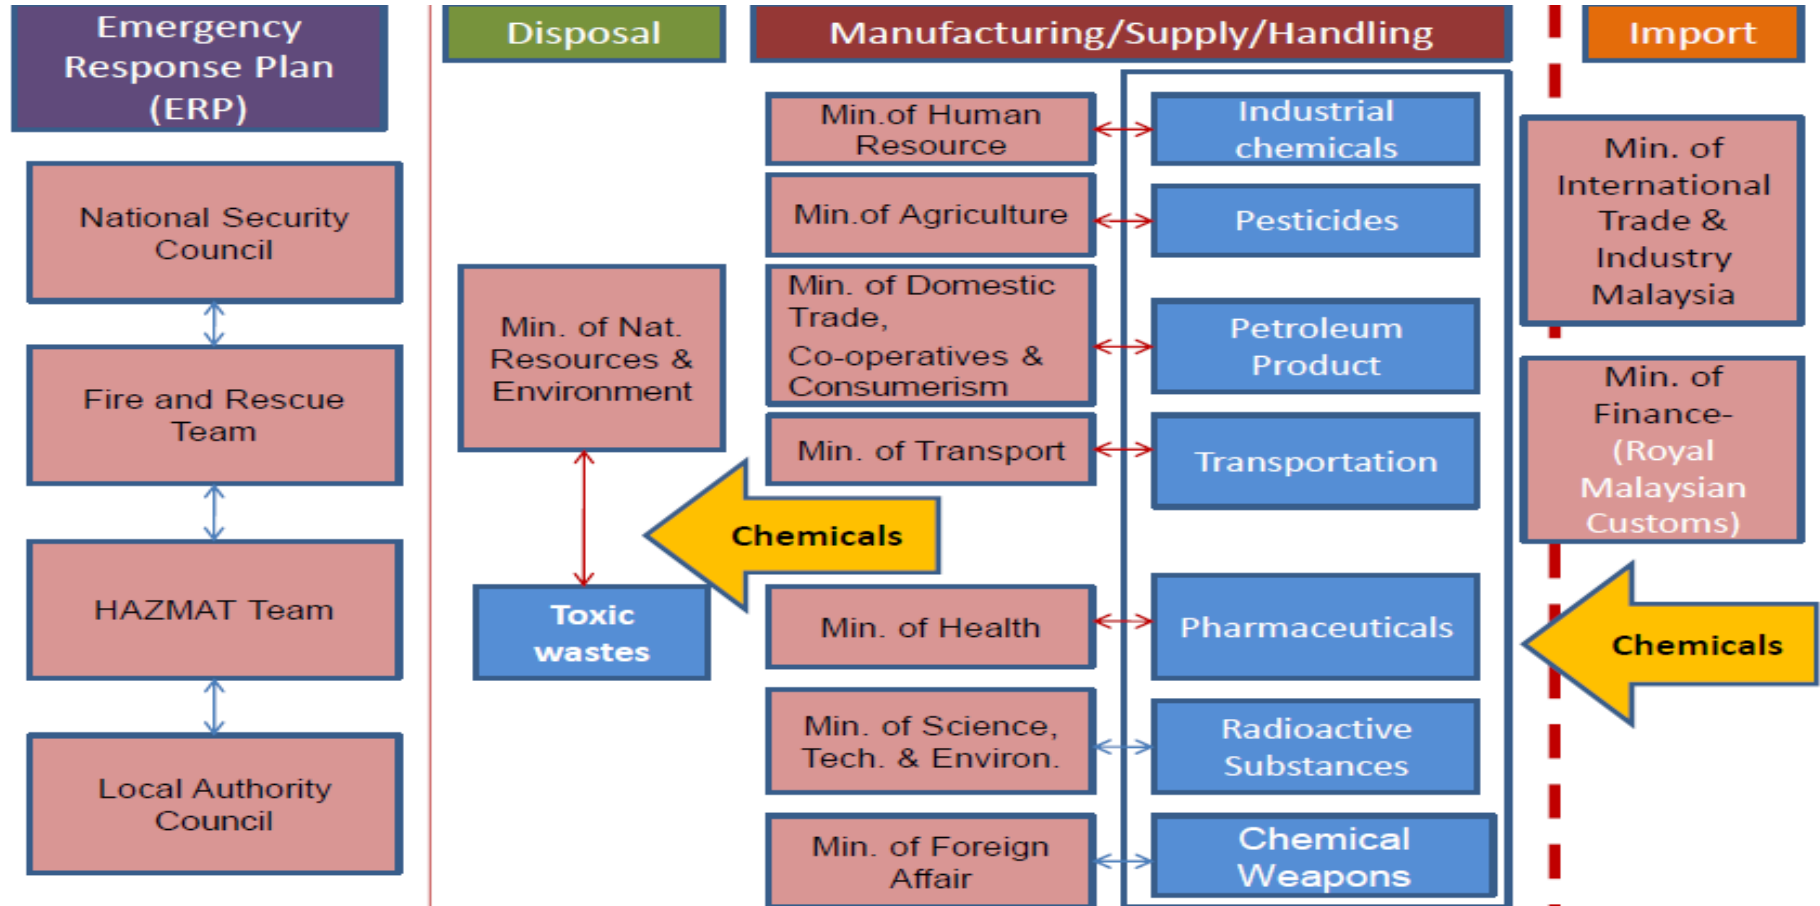 Emergency
Response Plan
(ERP)
National Security
Council
Fire and Rescue
Team
HAZMAT Team
Local Authority
Council
Disposal
Min. of Nat.
Resources &
Environment
Toxic
wastes
Chemicals
Manufacturing/Supply/Handling
Min.of Human
Resource
Industrial
chemicals
Min.of Agriculture
Pesticides
Min. of Domestic
Trade,
Co-operatives &
Consumerism
Petroleum
Product
Min. of Transport
Transportation
Min. of Health
Pharmaceuticals
Min. of Science,
Tech. & Environ.
Radioactive
Substances
Min. of Foreign
Affair
Chemical
Weapons
Import
Min. of
International
Trade &
Industry
Malaysia
Min. of
Finance-
(Royal
Malaysian
Customs)
Chemicals